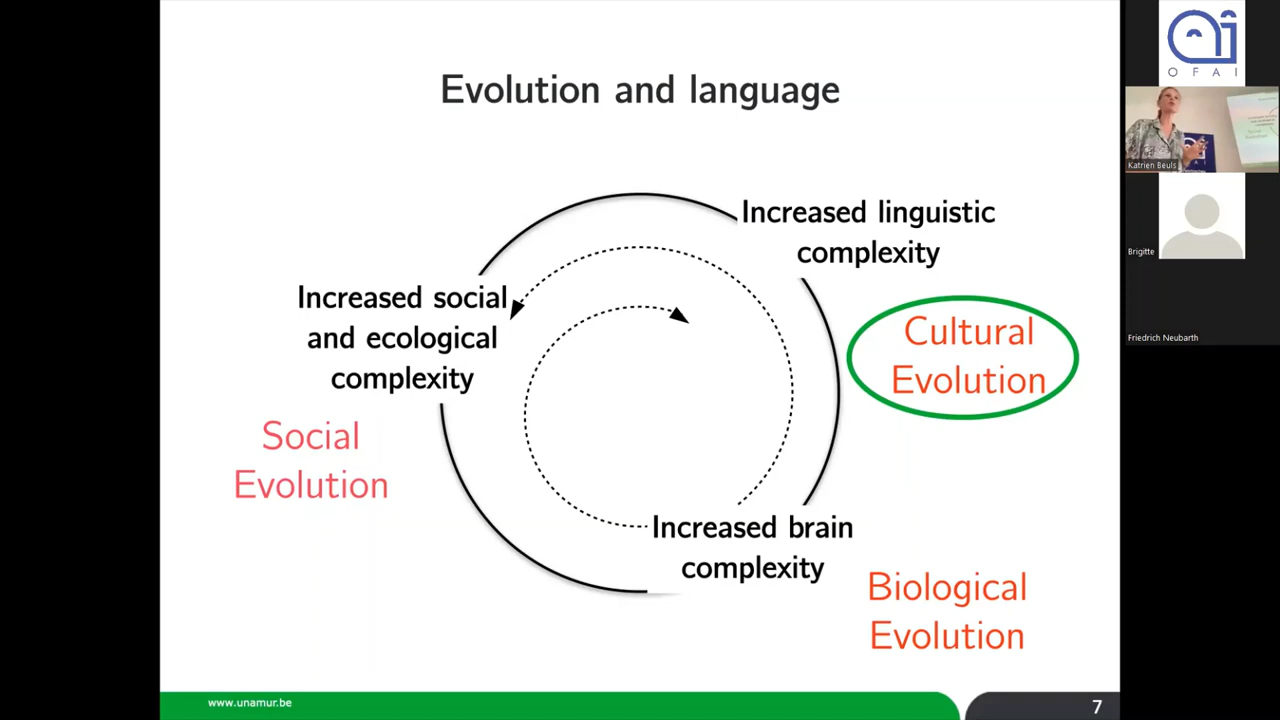 Evolution and language
Increased linguistic
complexity
Increased social
and ecological
complexity
Cultural
Evolution
Social
Evolution
Increased brain
complexity
Biological
Evolution
www.unamur.be
7
OFAI
Katrien Beuls
Brigitte
Friedrich Neubarth